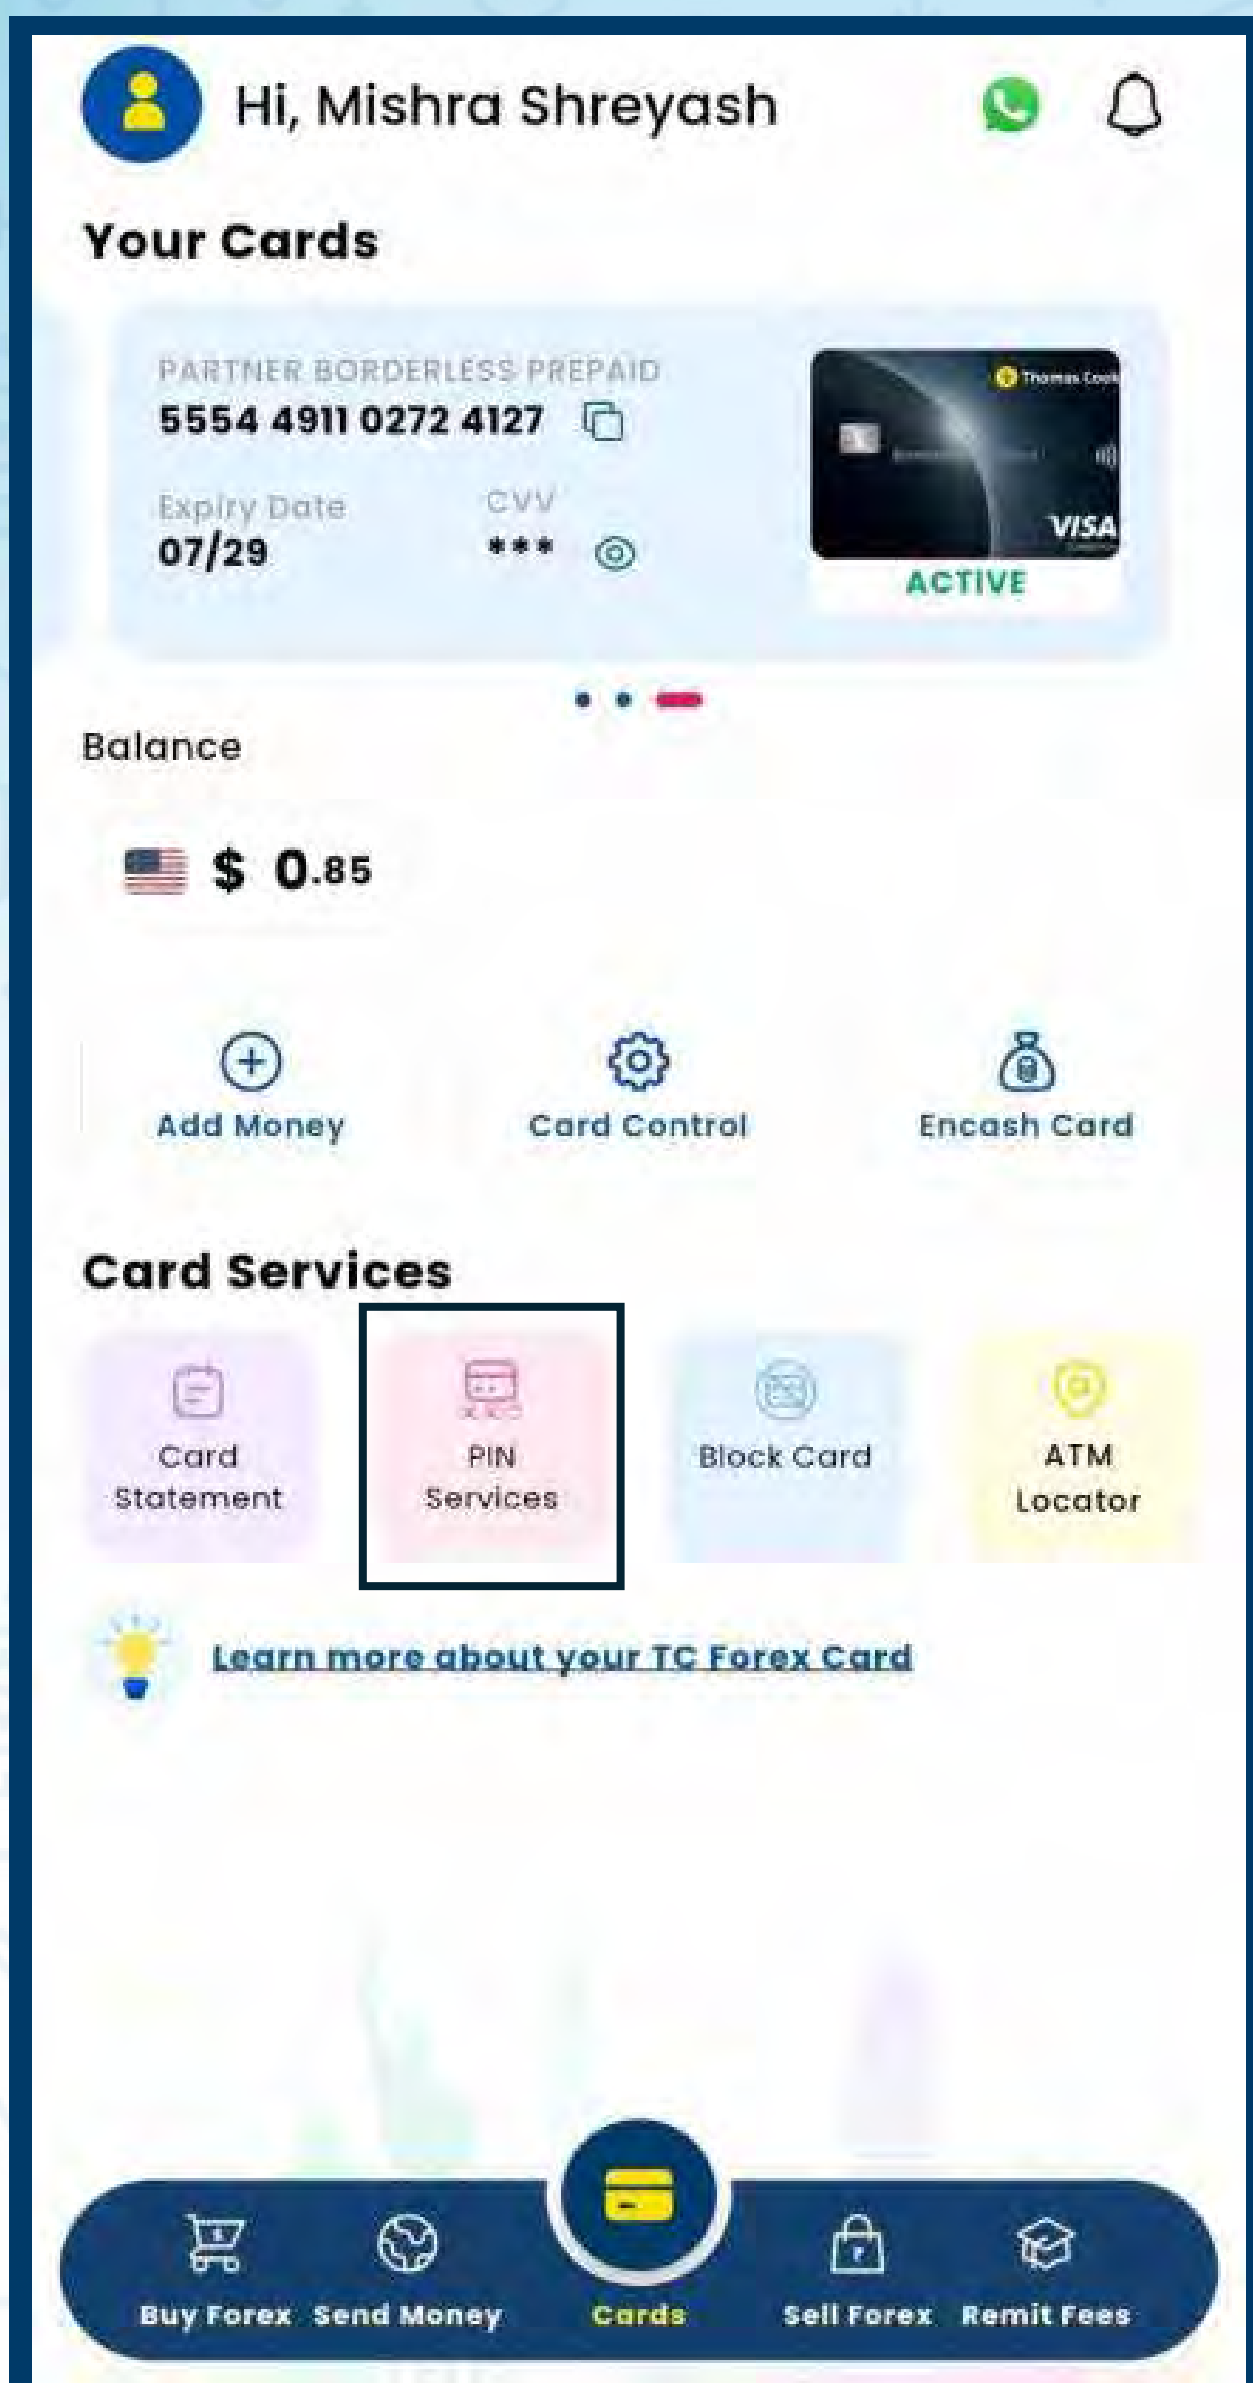 Hi, Mishra Shreyash
Your Cards
PARTNER BORDERLESS PREPAID
5554 4911 0272 4127
Expiry Date CVV
07/29 ***
Thomas Cook
VISA
ACTIVE
Balance
$ 0.85
Add Money Card Control Encash Card
Card Services
Card Statement
PIN Services
Block Card
ATM Locator
Learn more about your TC Forex Card
Buy Forex Send Money Cards Sell Forex Remit Fees